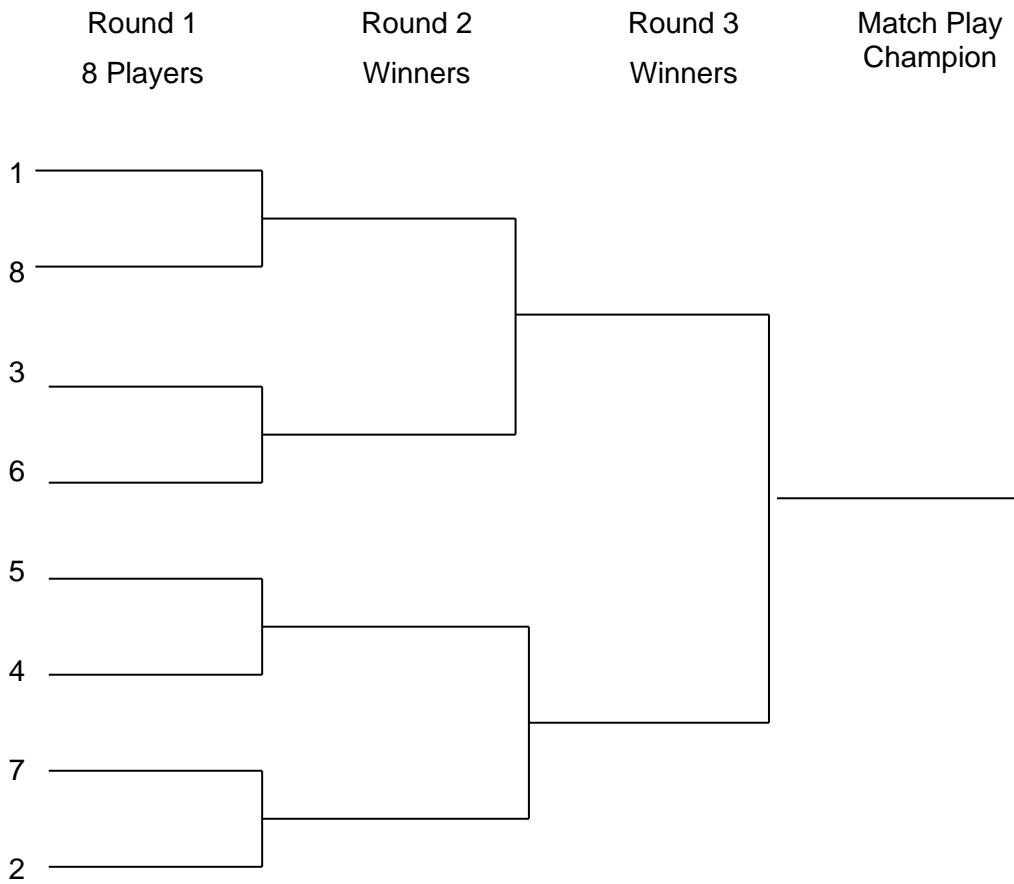 Round 1
8 Players
Round 2
Winners
Round 3
Winners
Match Play
Champion
1
8
3
6
5
4
7
2